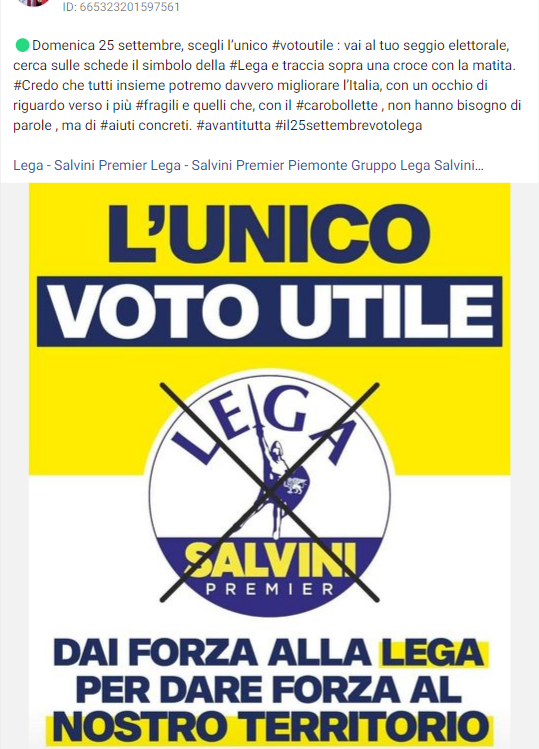 ID: 665323201597561
🟢Domenica 25 settembre, scegli l'unico #votoutile : vai al tuo seggio elettorale,
cerca sulle schede il simbolo della #Lega e traccia sopra una croce con la matita.
#Credo che tutti insieme potremo davvero migliorare l'Italia, con un occhio di
riguardo verso i più #fragili e quelli che, con il #carobollette , non hanno bisogno di
parole , ma di #aiuti concreti. #avantitutta #il25settembrevotolega
Lega - Salvini Premier Lega - Salvini Premier Piemonte Gruppo Lega Salvini...
L'UNICO
VOTO UTILE
LEGA
SALVINI
PREMIER
DAI FORZA ALLA LEGA
PER DARE FORZA AL
NOSTRO TERRITORIO